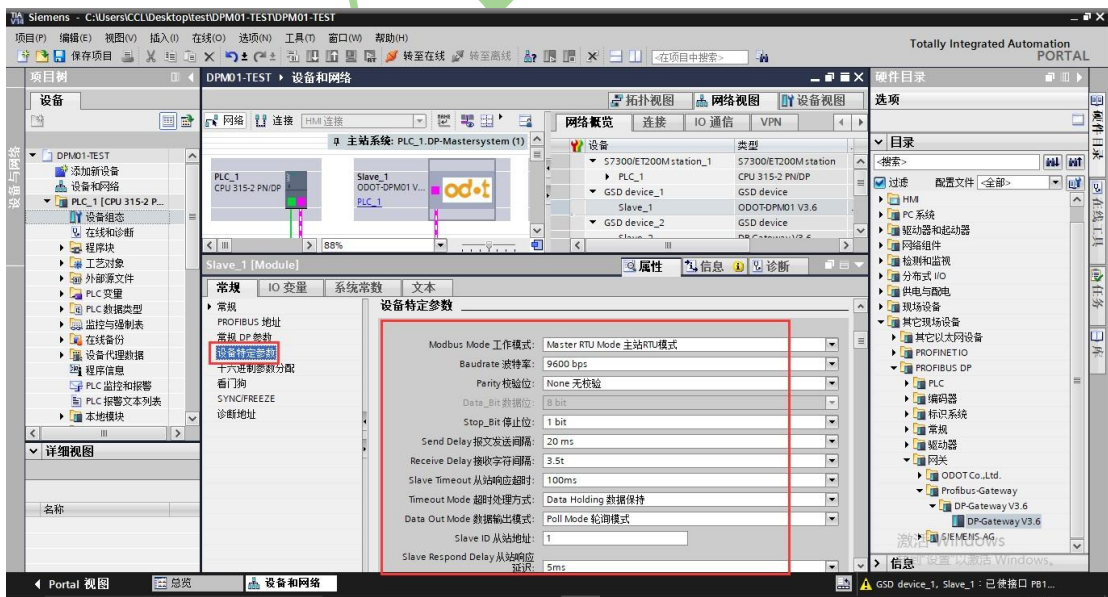 Siemens - C:\Users\CCL\Desktop\test\DPM01-TEST\DPM01-TEST
项目(P) 编辑(E) 视图(V) 插入(I) 在线(O) 选项(N) 工具(T) 窗口(W) 帮助(H)
Totally Integrated Automation
PORTAL
保存项目 转至在线 转至离线 <在项目中搜索>
项目树
DPM01-TEST 设备和网络
硬件目录
设备
拓扑视图 网络视图 设备视图
选项
网络 连接 HMI 连接
网络概览 连接 IO 通信 VPN
主站系统: PLC_1.DP-Mastersystem (1)
设备 类型
目录
DPM01-TEST
添加新设备
设备和网络
PLC_1 [CPU 315-2 P...
设备组态
在线和诊断
程序块
工艺对象
外部源文件
PLC 变量
PLC 数据类型
监控与强制表
在线备份
设备代理数据
程序信息
PLC 监控和报警
PLC 报警文本列表
本地模块
PLC_1
CPU 315-2 PN/DP
Slave_1
ODOT-DPM01 V...
PLC_1
od•t
88%
S7300/ET200M station_1 S7300/ET200M station
PLC_1 CPU 315-2 PN/DP
GSD device_1 GSD device
Slave_1 ODOT-DPM01 V3.6
GSD device_2 GSD device
Slave_2 DP-Gateway V3.6
<搜索>
过滤 配置文件 <全部>
HMI
PC 系统
驱动器和起动器
网络组件
检测和监视
分布式 I/O
供电与配电
现场设备
其它现场设备
其它以太网设备
PROFINET IO
PROFIBUS DP
PLC
编码器
标识系统
常规
驱动器
网关
ODOT Co.,Ltd.
Profibus-Gateway
DP-Gateway V3.6
DP-Gateway V3.6
SIEMENS AG
Slave_1 [Module]
属性 信息 诊断
常规 IO 变量 系统常数 文本
常规
PROFIBUS 地址
常规 DP 参数
设备特定参数
十六进制参数分配
看门狗
SYNC/FREEZE
诊断地址
设备特定参数
Modbus Mode 工作模式: Master RTU Mode 主站RTU模式
Baudrate 波特率: 9600 bps
Parity 校验位: None 无校验
Data_Bit 数据位: 8 bit
Stop_Bit 停止位: 1 bit
Send Delay 报文发送间隔: 20 ms
Receive Delay 接收字符间隔: 3.5t
Slave Timeout 从站响应超时: 100ms
Timeout Mode 超时处理方式: Data Holding 数据保持
Data Out Mode 数据输出模式: Poll Mode 轮询模式
Slave ID 从站地址: 1
Slave Respond Delay 从站响应
延迟: 5ms
详细视图
名称
设备与网络
硬件目录
在线工具
任务
库
激活 Windows
信息
Portal 视图 总览 设备和网络
GSD device_1, Slave_1：已使接口 PB1...